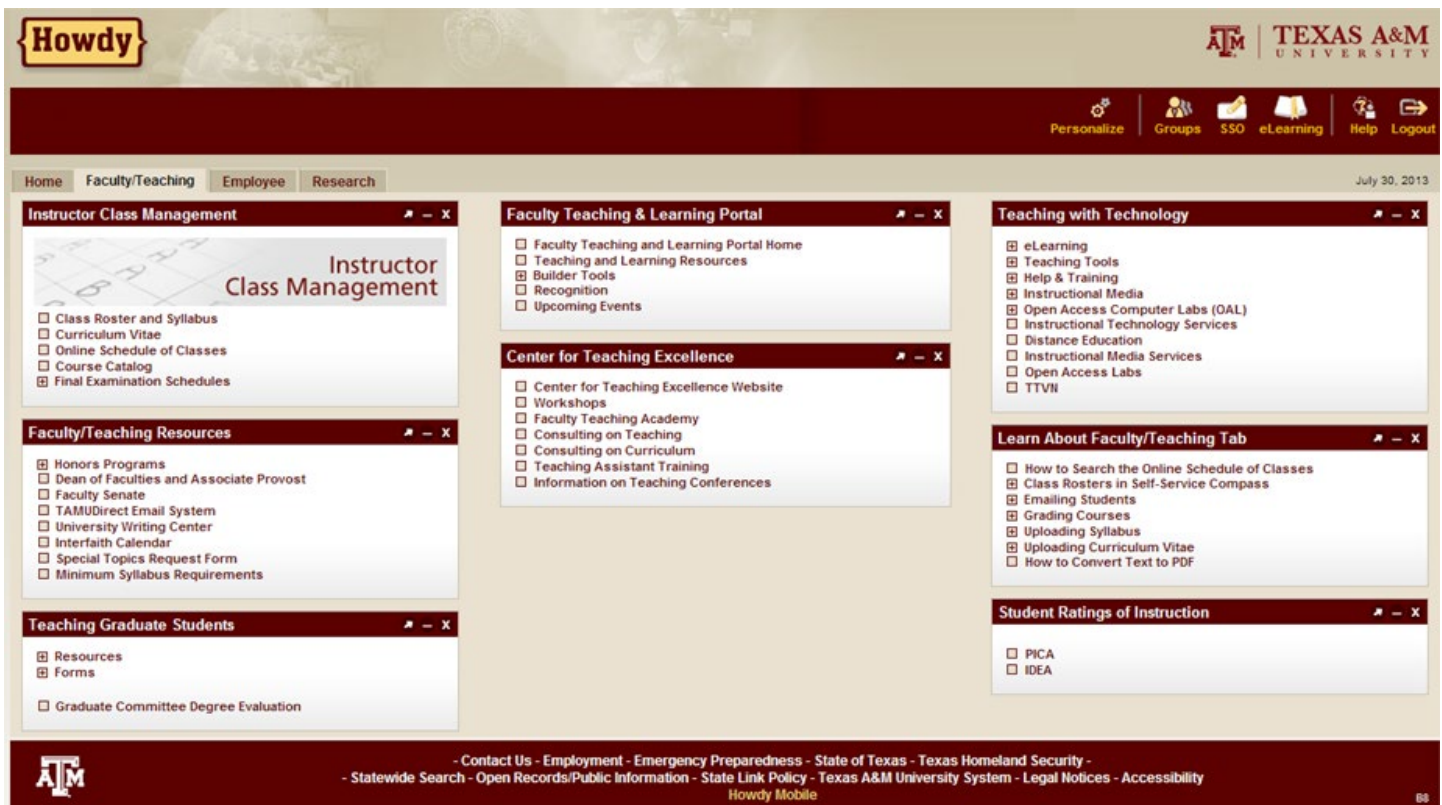 Howdy
ĀM | TEXAS A&M
UNIVERSITY
Personalize
Groups
SSO
eLearning
Help
Logout
Home
Faculty/Teaching
Employee
Research
July 30, 2013
Instructor Class Management
Instructor
Class Management
Class Roster and Syllabus
Curriculum Vitae
Online Schedule of Classes
Course Catalog
Final Examination Schedules
Faculty/Teaching Resources
Honors Programs
Dean of Faculties and Associate Provost
Faculty Senate
TAMUDirect Email System
University Writing Center
Interfaith Calendar
Special Topics Request Form
Minimum Syllabus Requirements
Teaching Graduate Students
Resources
Forms
Graduate Committee Degree Evaluation
Faculty Teaching & Learning Portal
Faculty Teaching and Learning Portal Home
Teaching and Learning Resources
Builder Tools
Recognition
Upcoming Events
Center for Teaching Excellence
Center for Teaching Excellence Website
Workshops
Faculty Teaching Academy
Consulting on Teaching
Consulting on Curriculum
Teaching Assistant Training
Information on Teaching Conferences
Teaching with Technology
eLearning
Teaching Tools
Help & Training
Instructional Media
Open Access Computer Labs (OAL)
Instructional Technology Services
Distance Education
Instructional Media Services
Open Access Labs
TTVN
Learn About Faculty/Teaching Tab
How to Search the Online Schedule of Classes
Class Rosters in Self-Service Compass
Emailing Students
Grading Courses
Uploading Syllabus
Uploading Curriculum Vitae
How to Convert Text to PDF
Student Ratings of Instruction
PICA
IDEA
ATM
- Contact Us - Employment - Emergency Preparedness - State of Texas - Texas Homeland Security -
- Statewide Search - Open Records/Public Information - State Link Policy - Texas A&M University System - Legal Notices - Accessibility
Howdy Mobile
B8